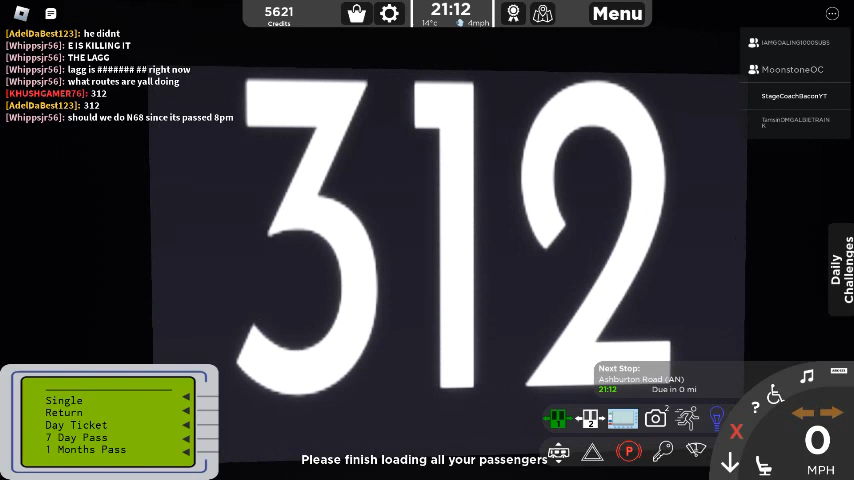 5621
Credits
21:12
14°c
4mph
Menu
[AdelDaBest123]: he didnt
[Whippsjr56]: E IS KILLING IT
[Whippsjr56]: THE LAGG
[Whippsjr56]: lagg is ####### ## right now
[Whippsjr56]: what routes are yall doing
[KHUSHGAMER76]: 312
[AdelDaBest123]: 312
[Whippsjr56]: should we do N68 since its passed 8pm
IAMGOALING1000SUBS
MoonstoneOC
StageCoachBaconYT
TamsinOMGALBIETRAIN
K
312
Daily
Challenges
Next Stop:
Ashburton Road (AN)
21:12 Due in 0 mi
Single
Return
Day Ticket
7 Day Pass
1 Months Pass
1
2
2
P
?
X
0
MPH
Please finish loading all your passengers